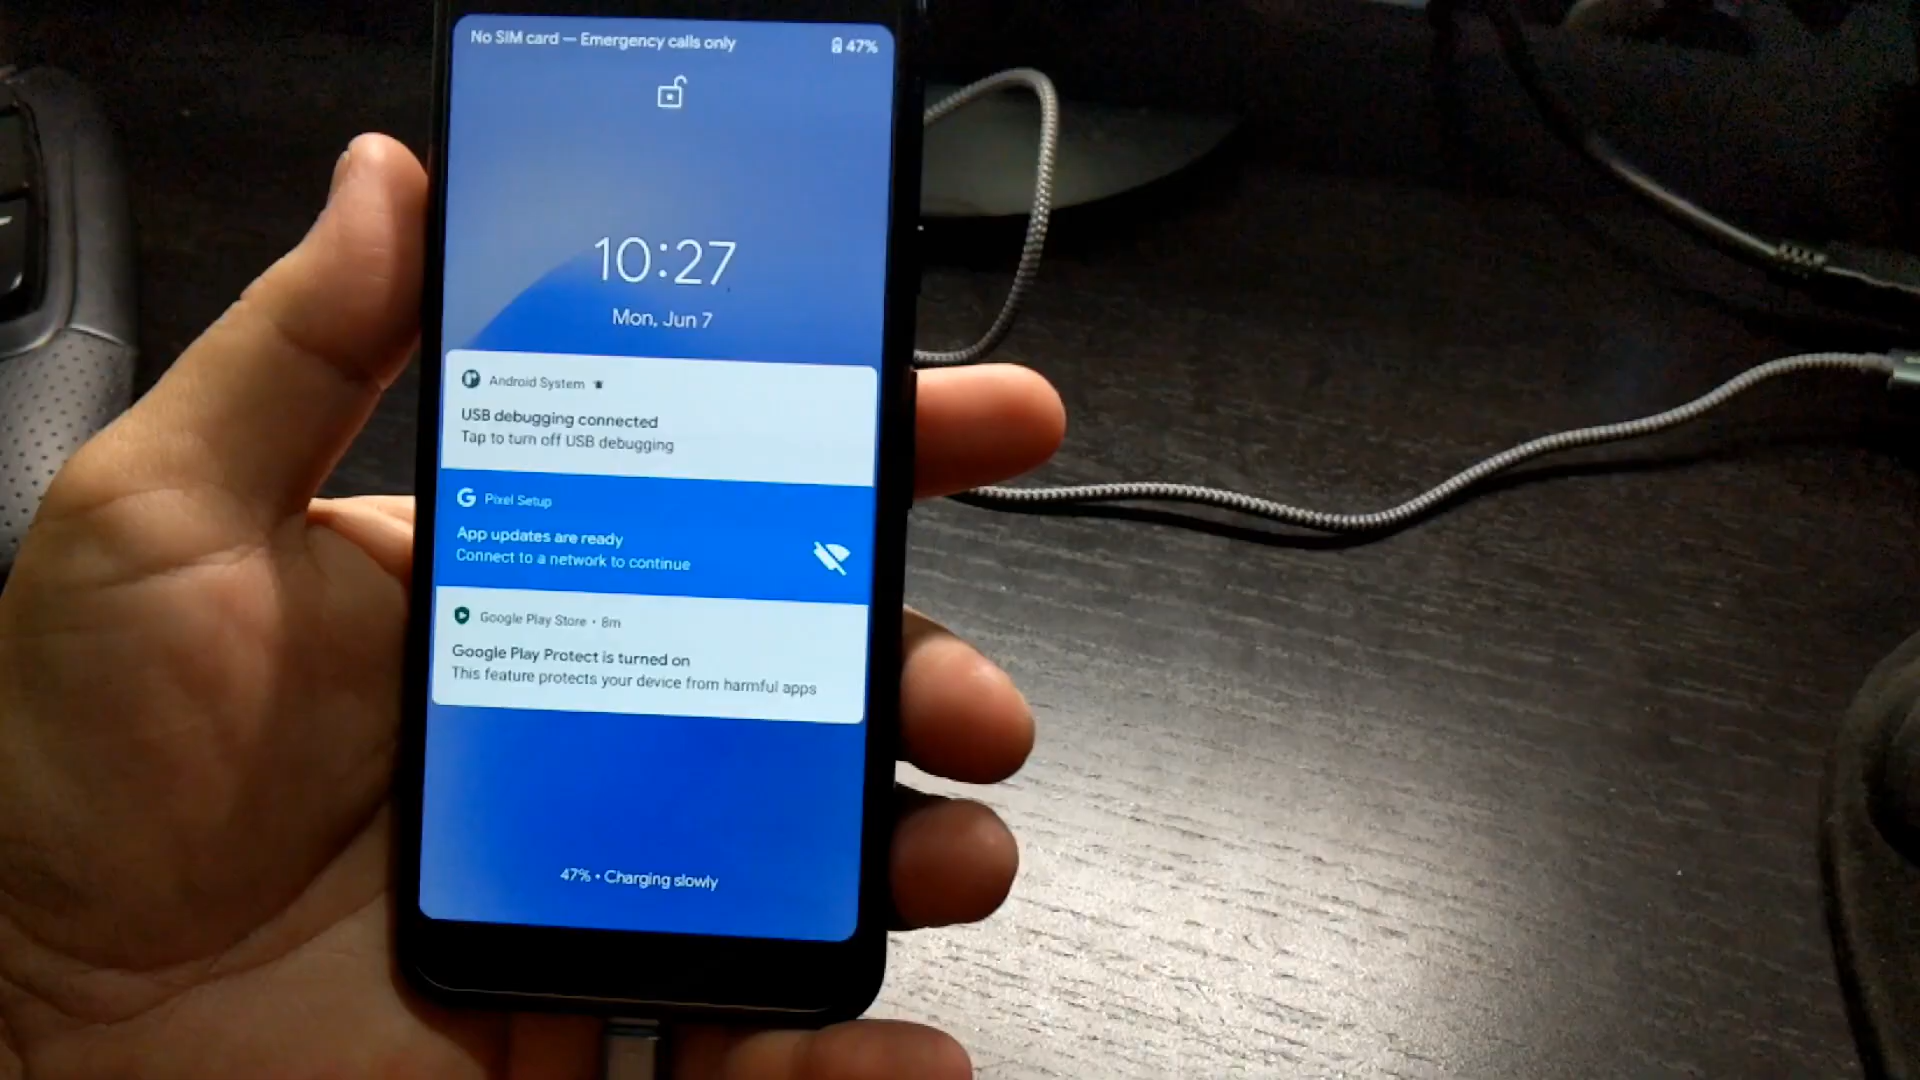 No SIM card — Emergency calls only 47%
10:27
Mon, Jun 7
Android System
USB debugging connected
Tap to turn off USB debugging
Pixel Setup
App updates are ready
Connect to a network to continue
Google Play Store • 8m
Google Play Protect is turned on
This feature protects your device from harmful apps
47% • Charging slowly